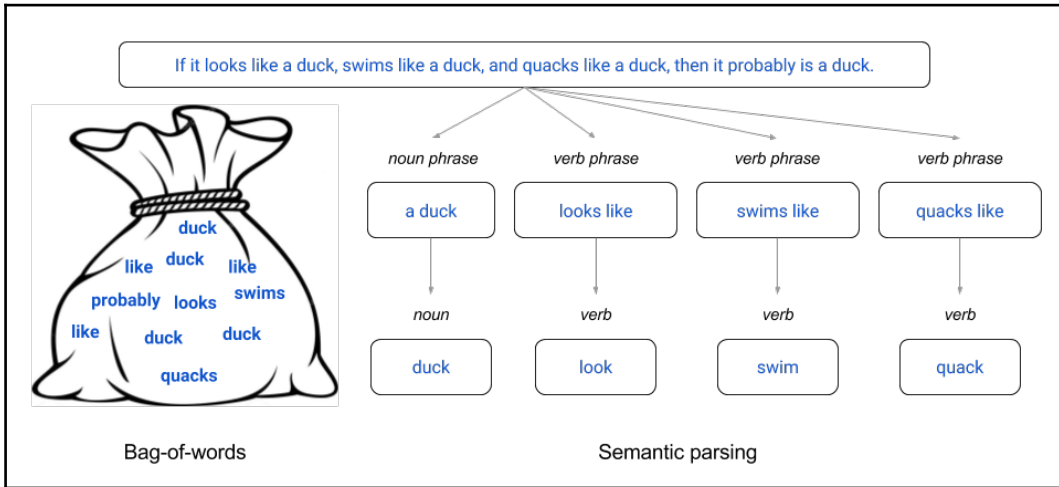 If it looks like a duck, swims like a duck, and quacks like a duck, then it probably is a duck.
duck
like duck like
probably looks swims
like duck duck
quacks
Bag-of-words
noun phrase verb phrase verb phrase verb phrase
a duck looks like swims like quacks like
noun verb verb verb
duck look swim quack
Semantic parsing